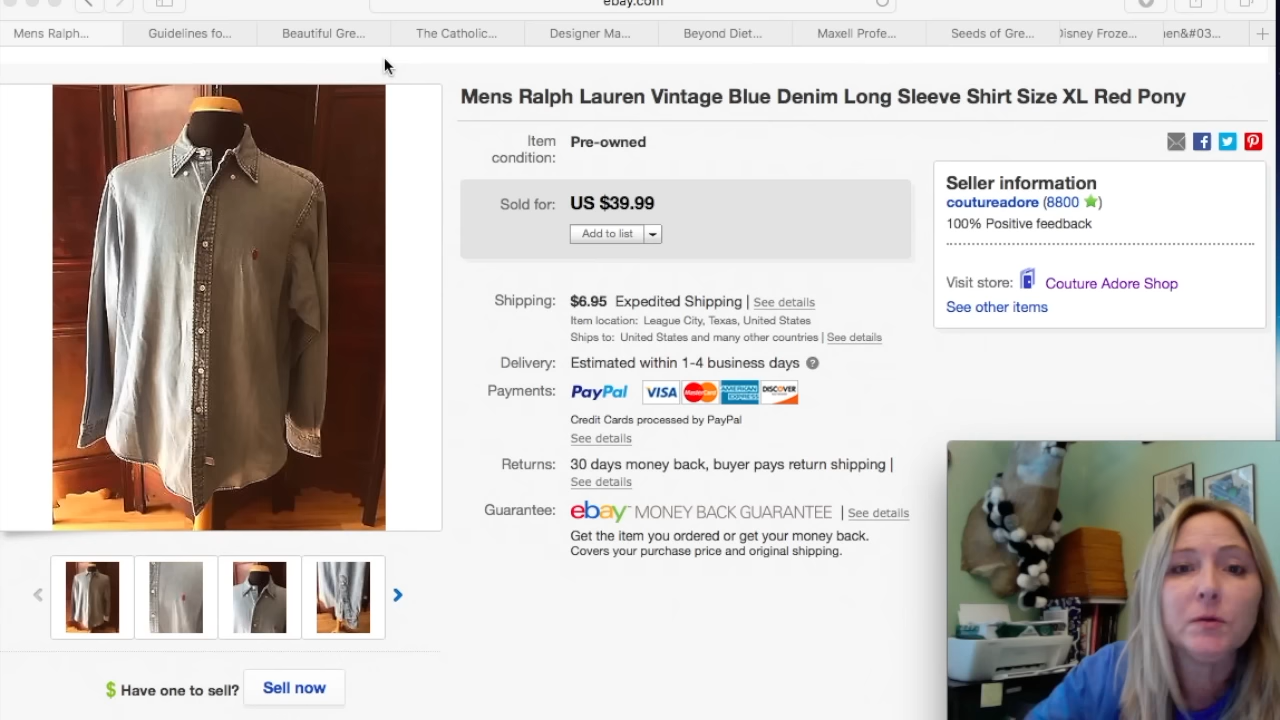 ebay.com
Mens Ralph...
Guidelines fo...
Beautiful Gre...
The Catholic...
Designer Ma...
Beyond Diet...
Maxell Profe...
Seeds of Gre...
Disney Froze...
en&#03...
Mens Ralph Lauren Vintage Blue Denim Long Sleeve Shirt Size XL Red Pony
Item condition: Pre-owned
Sold for: US $39.99
Add to list
Shipping: $6.95 Expedited Shipping | See details
Item location: League City, Texas, United States
Ships to: United States and many other countries | See details
Delivery: Estimated within 1-4 business days ?
Payments: PayPal VISA MasterCard AMERICAN EXPRESS DISCOVER
Credit Cards processed by PayPal
See details
Returns: 30 days money back, buyer pays return shipping |
See details
Guarantee: ebay MONEY BACK GUARANTEE | See details
Get the item you ordered or get your money back.
Covers your purchase price and original shipping.
Seller information
coutureadore (8800)
100% Positive feedback
Visit store: Couture Adore Shop
See other items
$ Have one to sell? Sell now